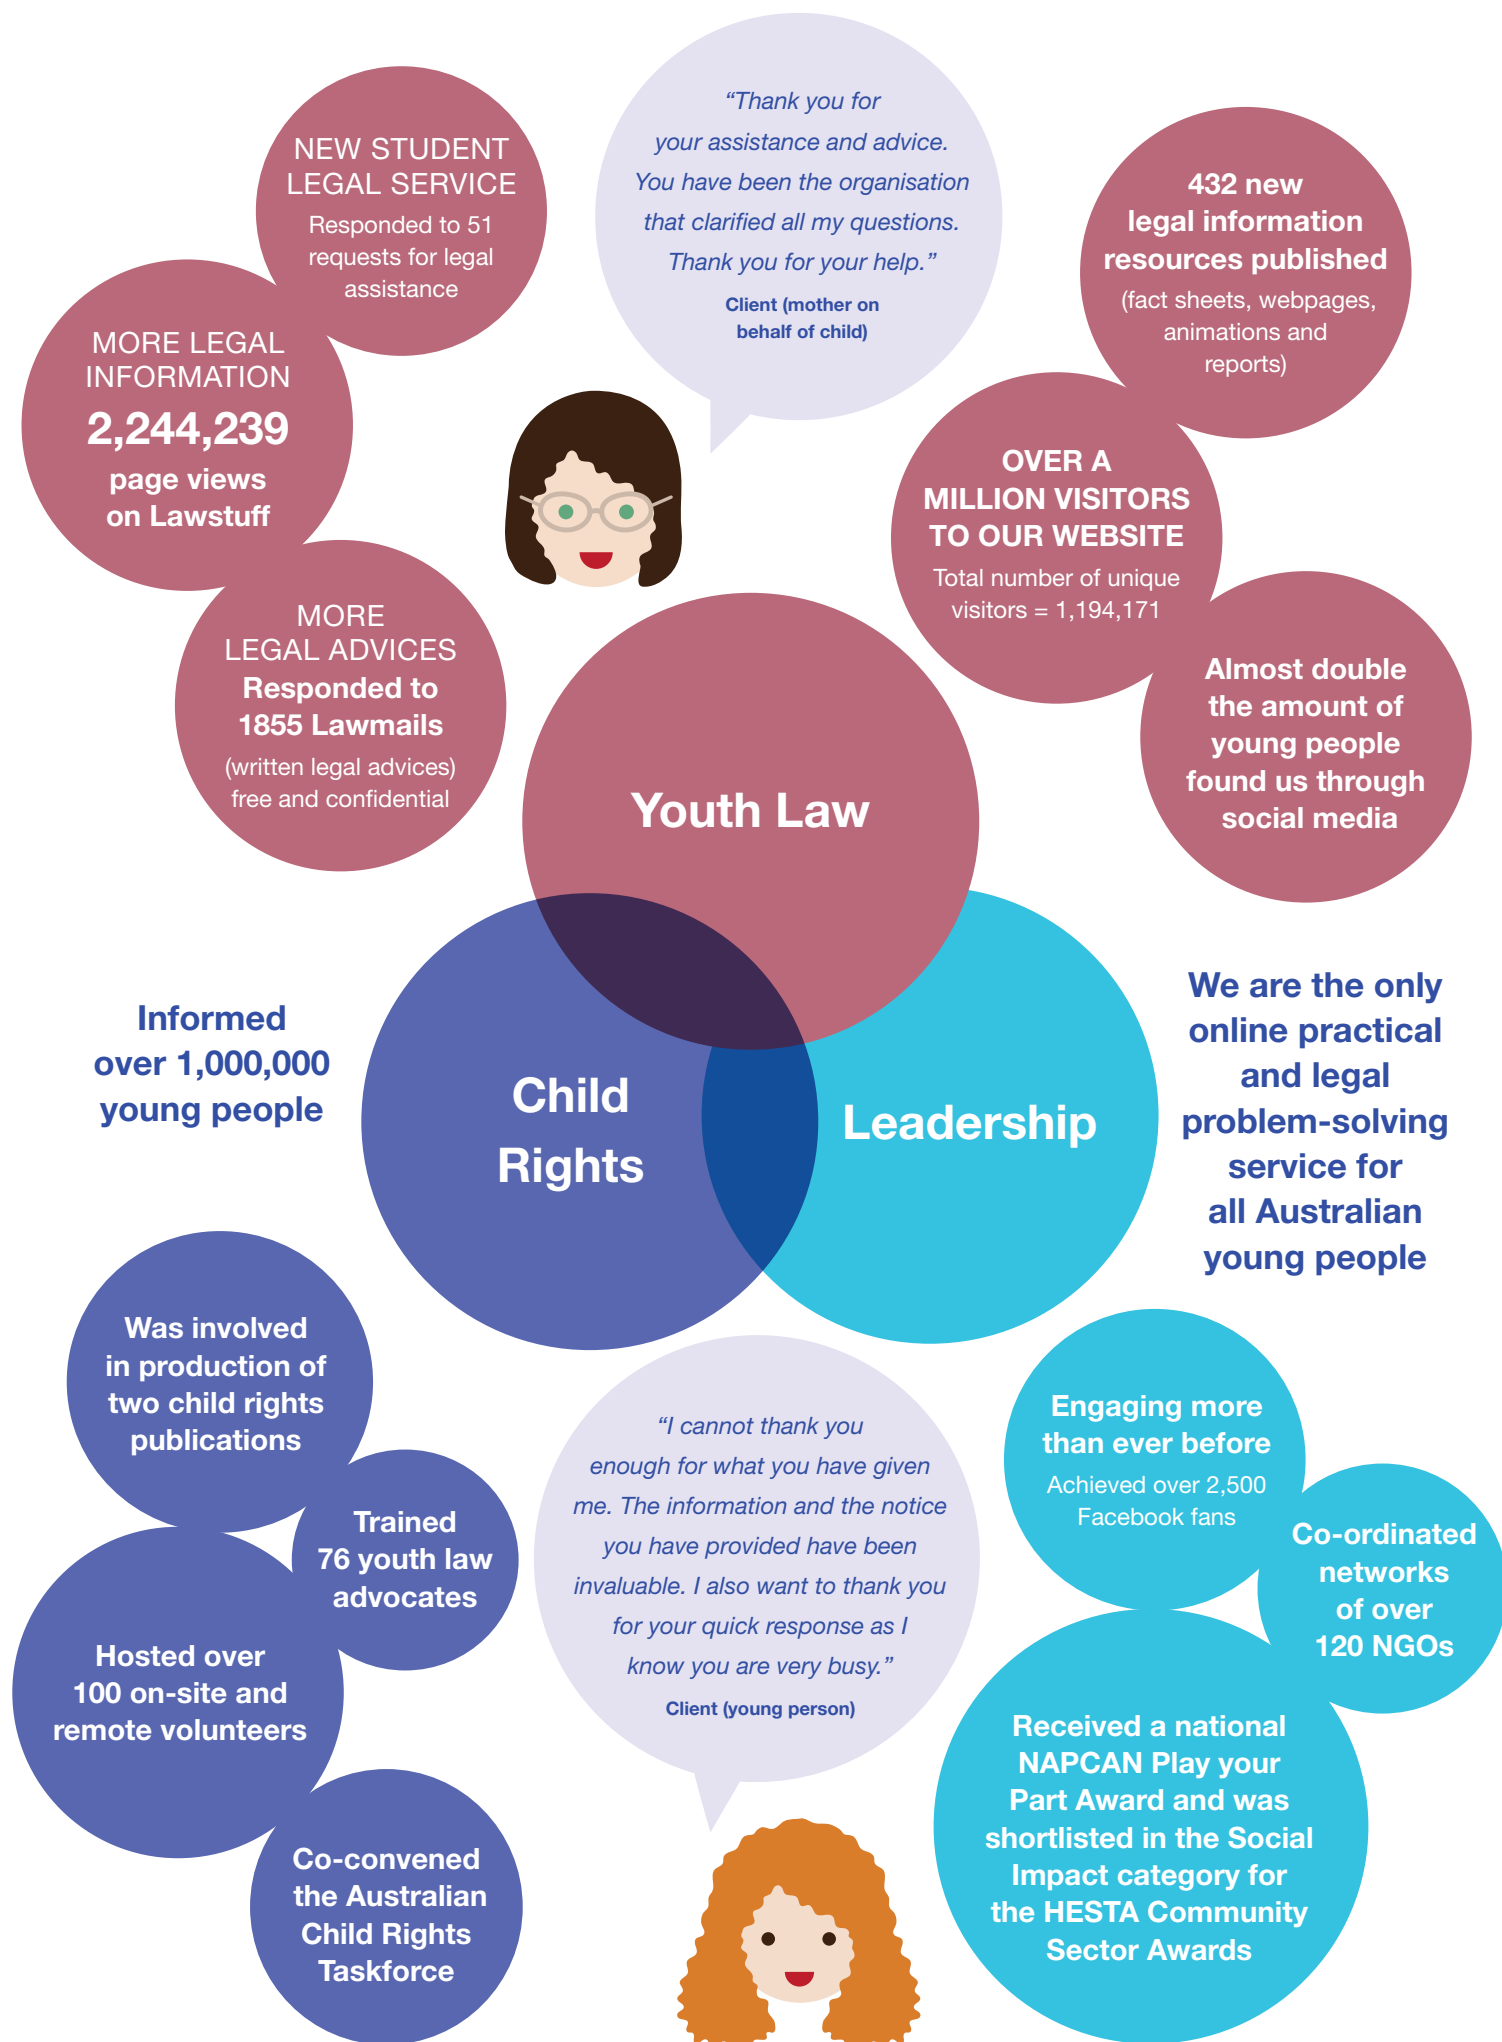 NEW STUDENT
LEGAL SERVICE
Responded to 51
requests for legal
assistance
MORE LEGAL
INFORMATION
2,244,239
page views
on Lawstuff
MORE
LEGAL ADVICES
Responded to
1855 Lawmails
(written legal advices)
free and confidential
“Thank you for
your assistance and advice.
You have been the organisation
that clarified all my questions.
Thank you for your help.”
Client (mother on
behalf of child)
432 new
legal information
resources published
(fact sheets, webpages,
animations and
reports)
OVER A
MILLION VISITORS
TO OUR WEBSITE
Total number of unique
visitors = 1,194,171
Almost double
the amount of
young people
found us through
social media
Youth Law
Child
Rights
Leadership
Informed
over 1,000,000
young people
We are the only
online practical
and legal
problem-solving
service for
all Australian
young people
Was involved
in production of
two child rights
publications
Trained
76 youth law
advocates
Hosted over
100 on-site and
remote volunteers
Co-convened
the Australian
Child Rights
Taskforce
“I cannot thank you
enough for what you have given
me. The information and the notice
you have provided have been
invaluable. I also want to thank you
for your quick response as I
know you are very busy.”
Client (young person)
Engaging more
than ever before
Achieved over 2,500
Facebook fans
Co-ordinated
networks
of over
120 NGOs
Received a national
NAPCAN Play your
Part Award and was
shortlisted in the Social
Impact category for
the HESTA Community
Sector Awards